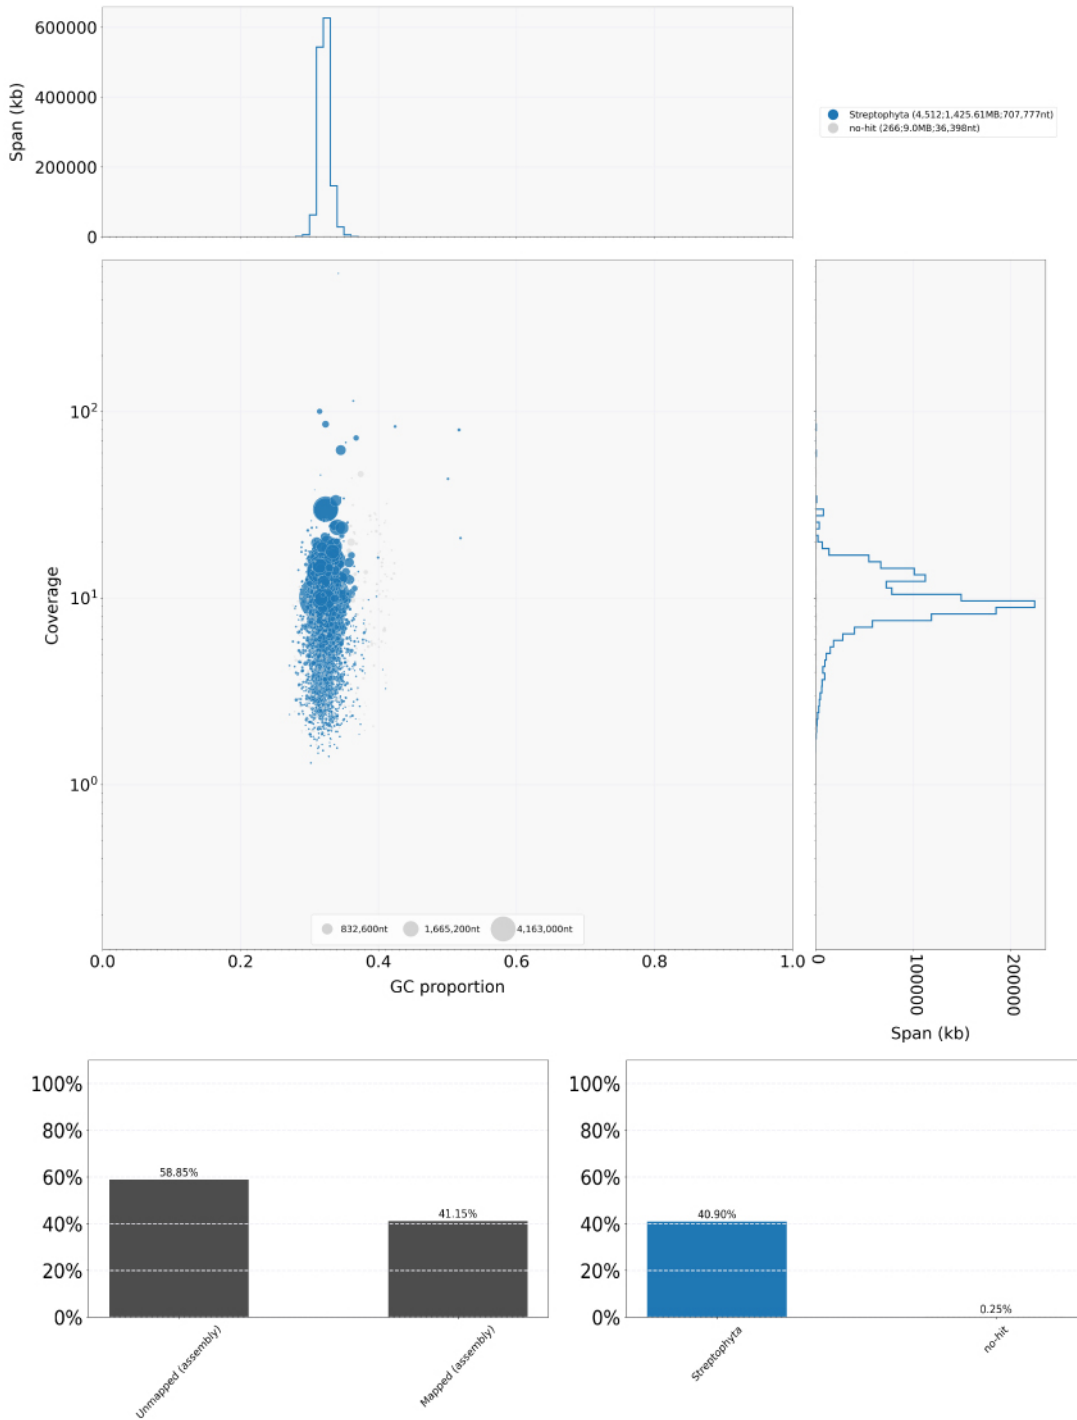 600000
400000
200000
0
Span (kb)
Streptophyta (4,512;1,425.61MB;707,777nt)
no-hit (266;9.0MB;36,398nt)
10²
10¹
10⁰
Coverage
832,600nt 1,665,200nt 4,163,000nt
0.0 0.2 0.4 0.6 0.8 1.0
GC proportion
0 100000 200000
Span (kb)
100%
80%
60%
40%
20%
0%
58.85%
41.15%
Unmapped (assembly)
Mapped (assembly)
100%
80%
60%
40%
20%
0%
40.90%
0.25%
Streptophyta
no-hit